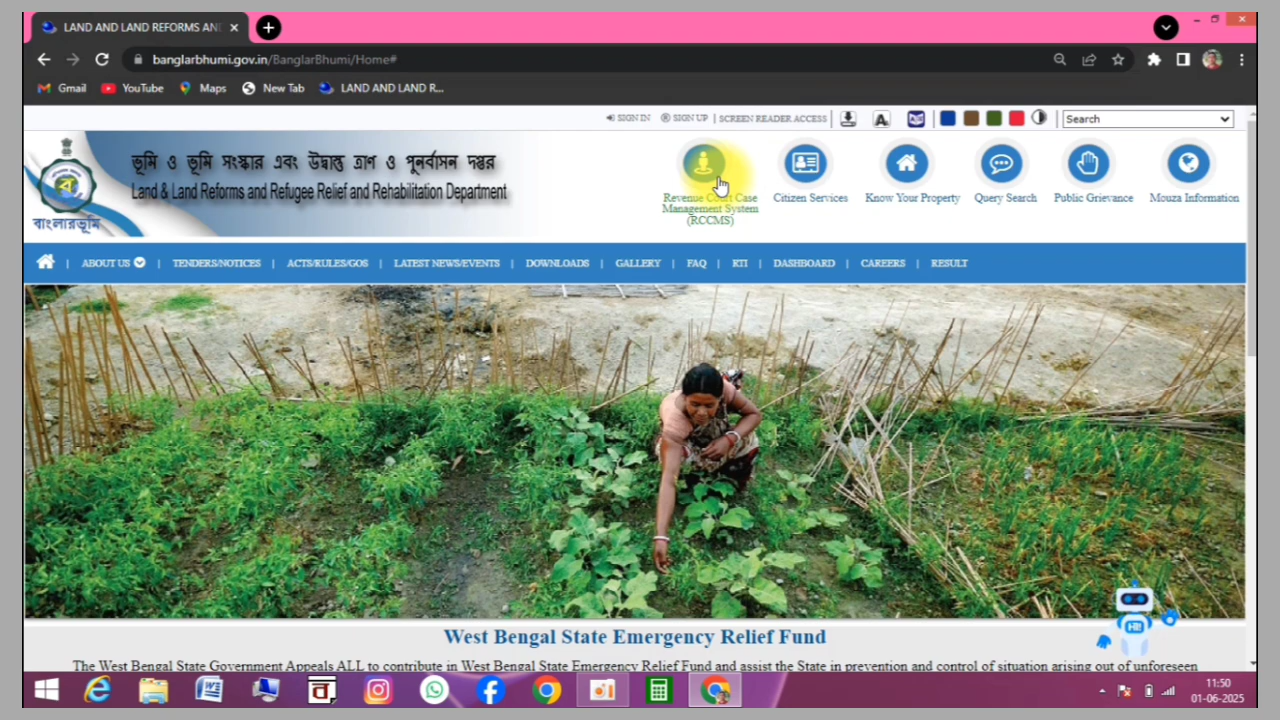 LAND AND LAND REFORMS AN
banglarbhumi.gov.in/BanglarBhumi/Home#
Gmail YouTube Maps New Tab LAND AND LAND R...
SIGN IN SIGN UP | SCREEN READER ACCESS | A Search
ভূমি ও ভূমি সংস্কার এবং উদ্বাস্তু ত্রাণ ও পুনর্বাসন দপ্তর
Land & Land Reforms and Refugee Relief and Rehabilitation Department
বাংলারভূমি
Revenue Court Case
Management System
(RCCMS)
Citizen Services
Know Your Property
Query Search
Public Grievance
Mouza Information
| ABOUT US | TENDERS/NOTICES | ACTS/RULES/GOS | LATEST NEWS/EVENTS | DOWNLOADS | GALLERY | FAQ | RTI | DASHBOARD | CAREERS | RESULT
Hi!
West Bengal State Emergency Relief Fund
The West Bengal State Government Appeals ALL to contribute in West Bengal State Emergency Relief Fund and assist the State in prevention and control of situation arising out of unforeseen
11:50
01-06-2025